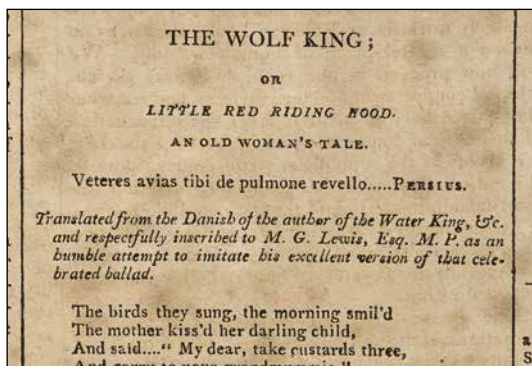 THE WOLF KING;
OR
LITTLE RED RIDING HOOD.
AN OLD WOMAN'S TALE.
Veteres avias tibi de pulmone revello.....PERSIUS.
Translated from the Danish of the author of the Water King, &c.
and respectfully inscribed to M. G. Lewis, Esq. M. P. as an
humble attempt to imitate his excellent version of that cele-
brated ballad.
The birds they sung, the morning smil'd
The mother kiss'd her darling child,
And said...." My dear, take custards three,